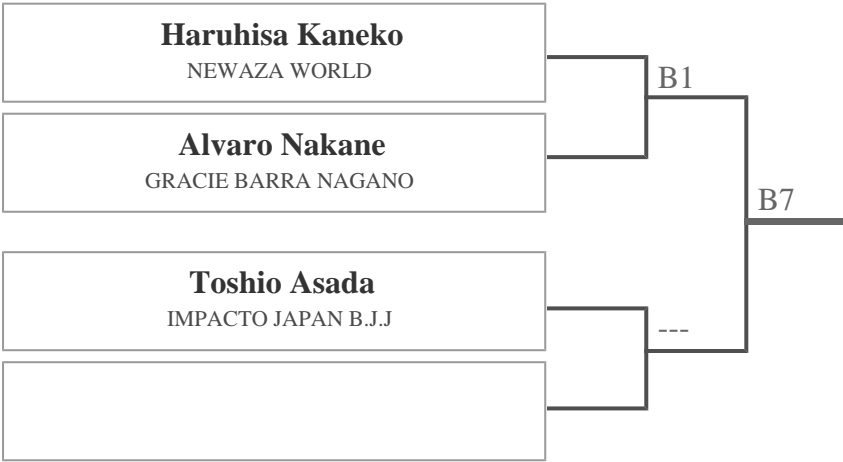 Haruhisa Kaneko
NEWAZA WORLD
B1
Alvaro Nakane
GRACIE BARRA NAGANO
B7
Toshio Asada
IMPACTO JAPAN B.J.J
---